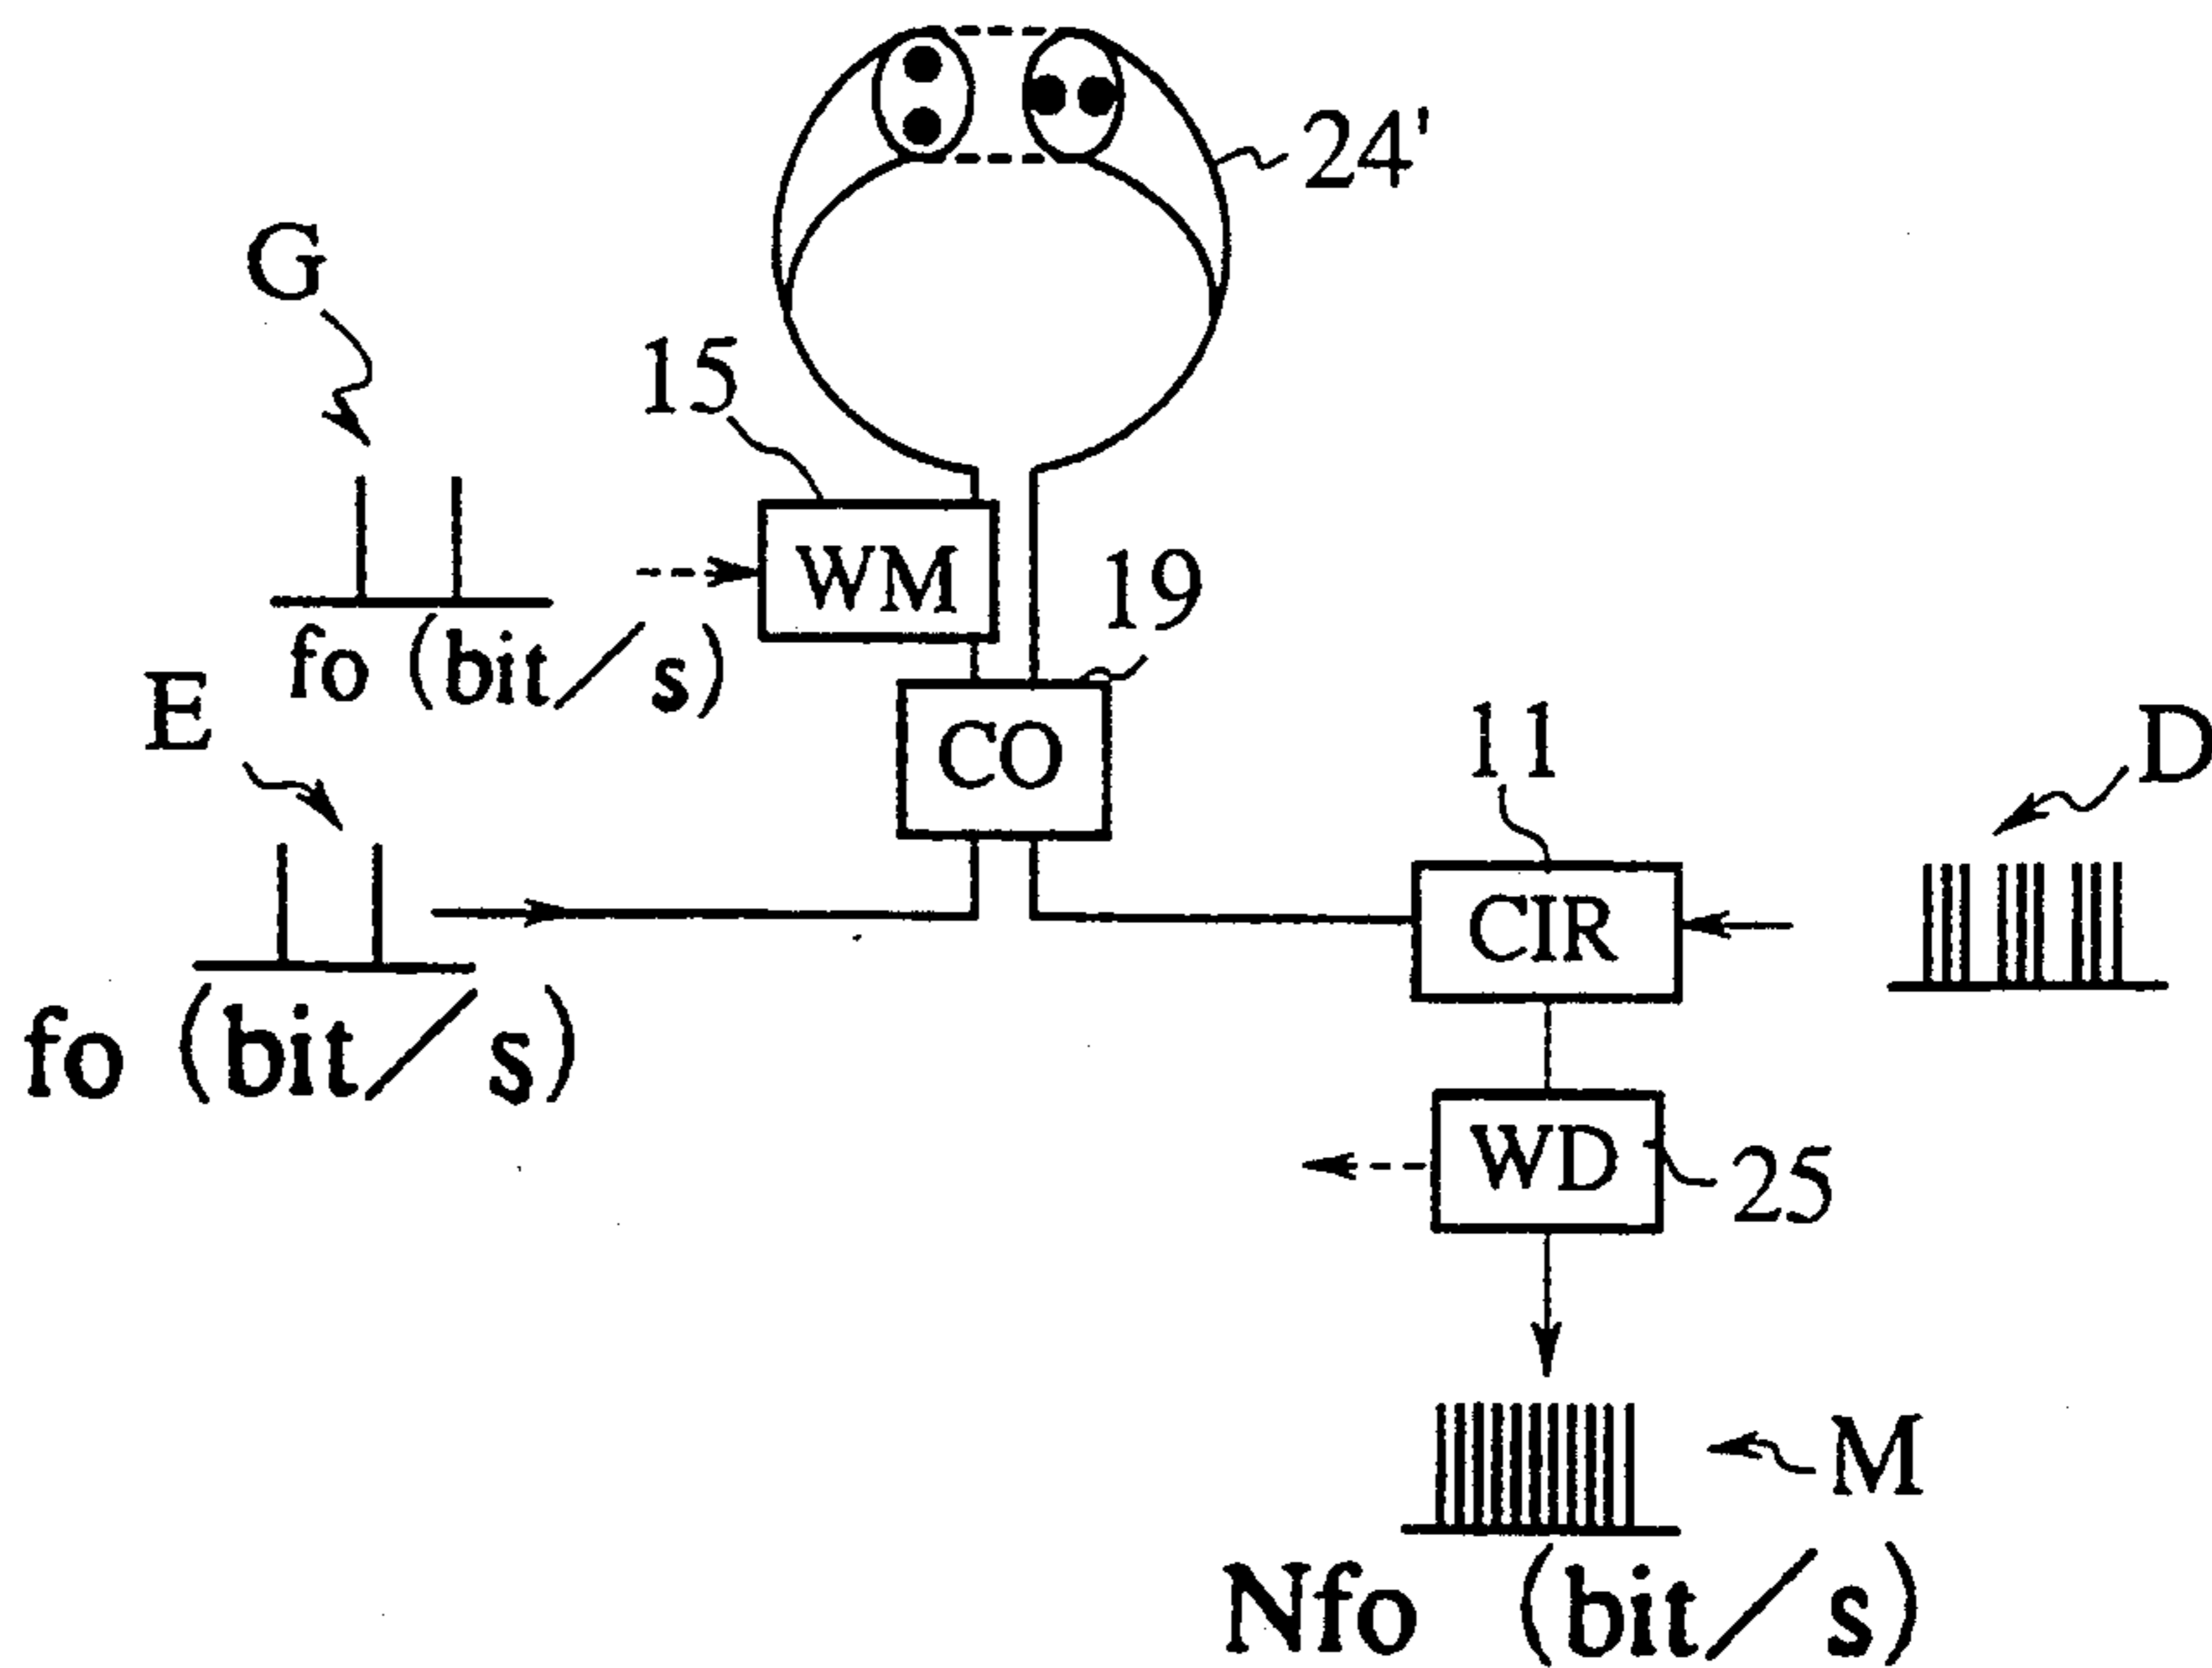 24'
G
15
WM
19
fo (bit/s)
E
CO
11
D
CIR
fo (bit/s)
WD
25
M
Nfo (bit/s)